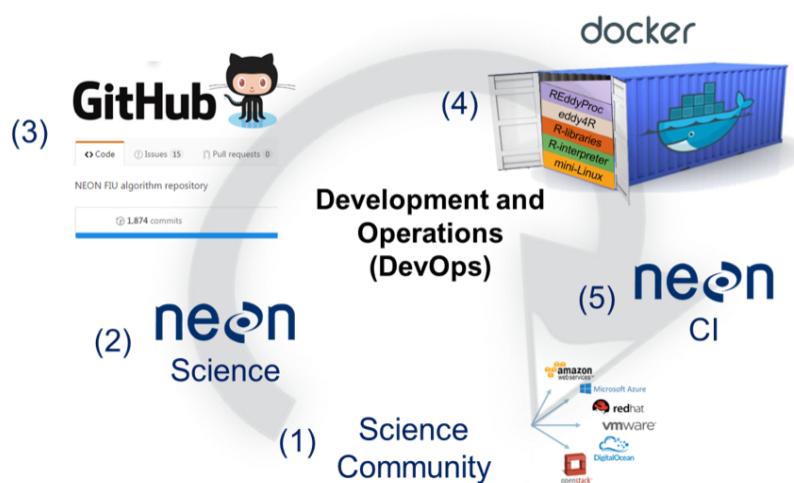 docker
GitHub
(3)
<> Code
Issues 15
Pull requests 0
NEON FIU algorithm repository
1,874 commits
(4)
REddyProc
eddy4R
R-libraries
R-interpreter
mini-Linux
Development and
Operations
(DevOps)
(2)
neon
Science
(5)
neon
CI
(1)
Science
Community
amazon
webservices™
Microsoft Azure
redhat
vmware
DigitalOcean
openstack